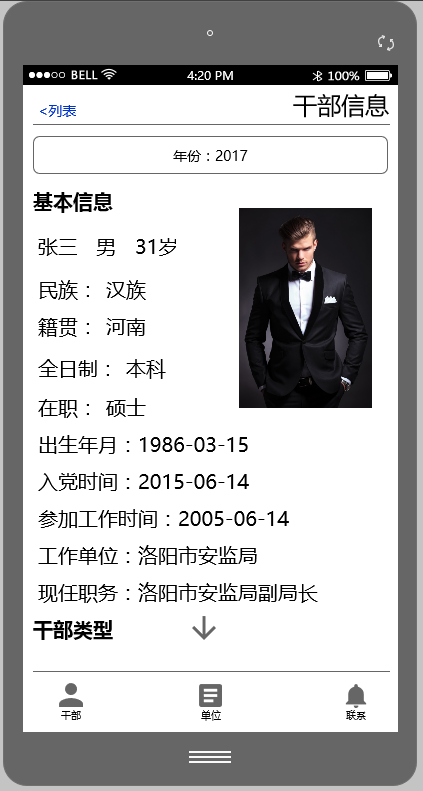 BELL 4:20 PM 100%
<列表 干部信息
年份：2017
基本信息
张三 男 31岁
民族： 汉族
籍贯： 河南
全日制： 本科
在职： 硕士
出生年月：1986-03-15
入党时间：2015-06-14
参加工作时间：2005-06-14
工作单位：洛阳市安监局
现任职务：洛阳市安监局副局长
干部类型
干部 单位 联系